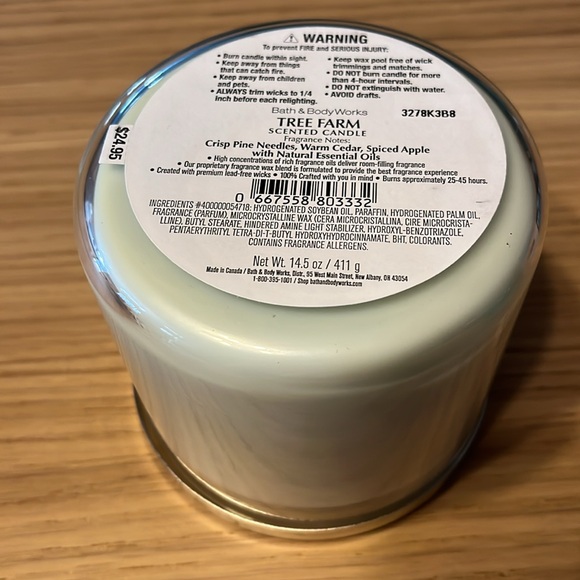 ⚠ WARNING
To prevent FIRE and SERIOUS INJURY:
• Burn candle within sight.
• Keep away from things
that can catch fire.
• Keep away from children
and pets.
• ALWAYS trim wicks to 1/4
inch before each relighting.
• Keep wax pool free of wick
trimmings and matches.
• DO NOT burn candle for more
than 4-hour intervals.
• DO NOT extinguish with water.
• AVOID drafts.
Bath & Body Works
3278K3B8
TREE FARM
SCENTED CANDLE
Fragrance Notes:
Crisp Pine Needles, Warm Cedar, Spiced Apple
with Natural Essential Oils
• High concentrations of rich fragrance oils deliver room-filling fragrance
• Our proprietary fragrance wax blend is formulated to provide the best fragrance experience
• Created with premium lead-free wicks • 100% Crafted with you in mind • Burns approximately 25-45 hours.
0 667558 803332
INGREDIENTS #400000054718: HYDROGENATED SOYBEAN OIL, PARAFFIN, HYDROGENATED PALM OIL,
FRAGRANCE (PARFUM), MICROCRYSTALLINE WAX (CERA MICROCRISTALLINA, CIRE MICROCRISTA-
LLINE), BUTYL STEARATE, HINDERED AMINE LIGHT STABILIZER, HYDROXYL-BENZOTRIAZOLE,
PENTAERYTHRITYL TETRA-DI-T-BUTYL HYDROXYHYDROCINNAMATE, BHT, COLORANTS.
CONTAINS FRAGRANCE ALLERGENS.
Net Wt. 14.5 oz / 411 g
Made in Canada / Bath & Body Works, Distr., 95 West Main Street, New Albany, OH 43054
1-800-395-1001 / Shop bathandbodyworks.com
$24.95